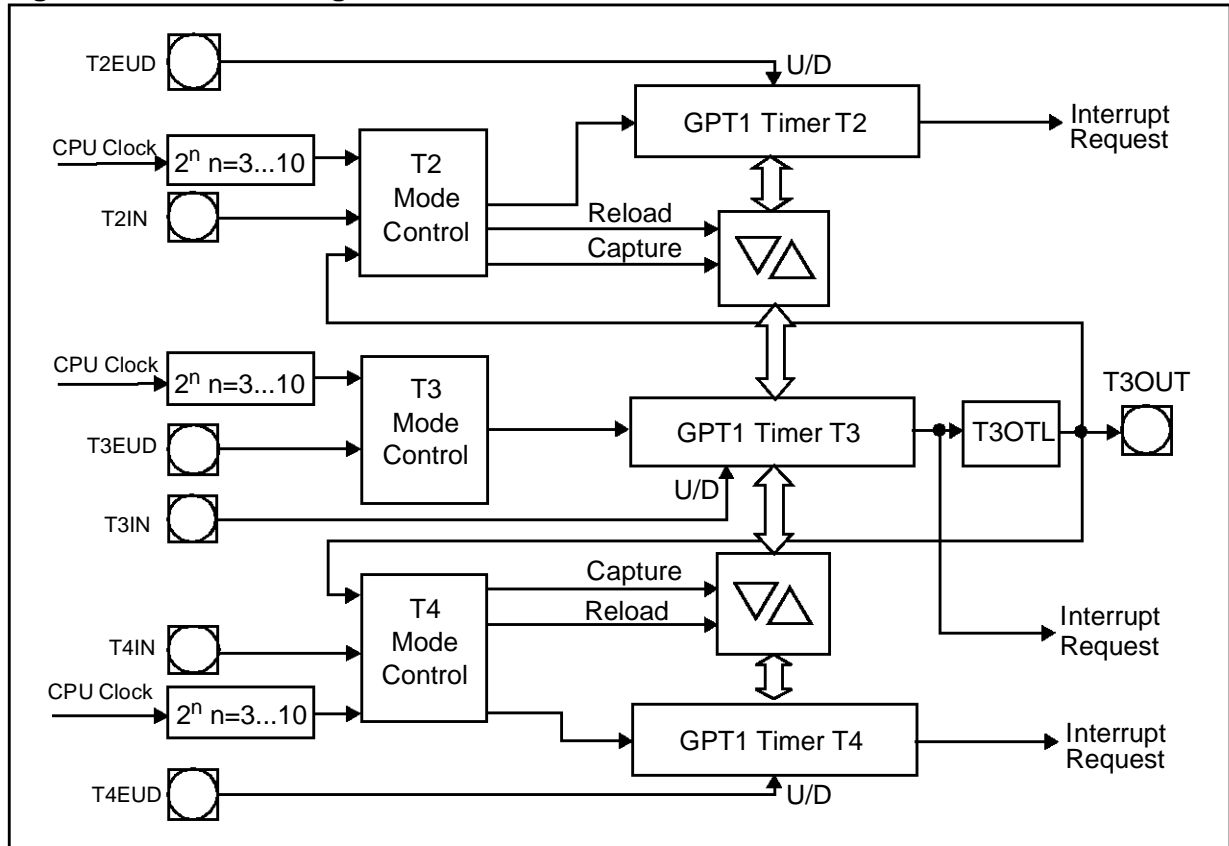 T2EUD
U/D
GPT1 Timer T2
Interrupt
Request
CPU Clock
2ⁿ n=3...10
T2
Mode
Control
T2IN
Reload
Capture
CPU Clock
2ⁿ n=3...10
T3
Mode
Control
T3OUT
GPT1 Timer T3
T3OTL
T3EUD
U/D
T3IN
Capture
T4
Mode
Control
Reload
Interrupt
Request
T4IN
CPU Clock
2ⁿ n=3...10
GPT1 Timer T4
Interrupt
Request
T4EUD
U/D